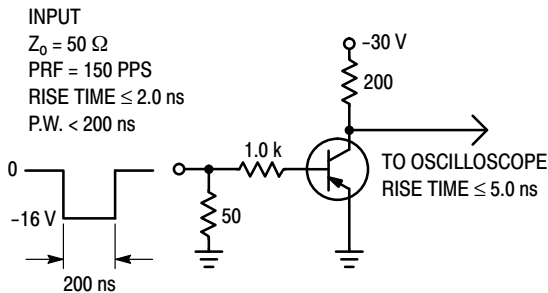 INPUT
Z₀ = 50 Ω
PRF = 150 PPS
RISE TIME ≤ 2.0 ns
P.W. < 200 ns
-30 V
200
1.0 k
TO OSCILLOSCOPE
RISE TIME ≤ 5.0 ns
0
50
-16 V
200 ns